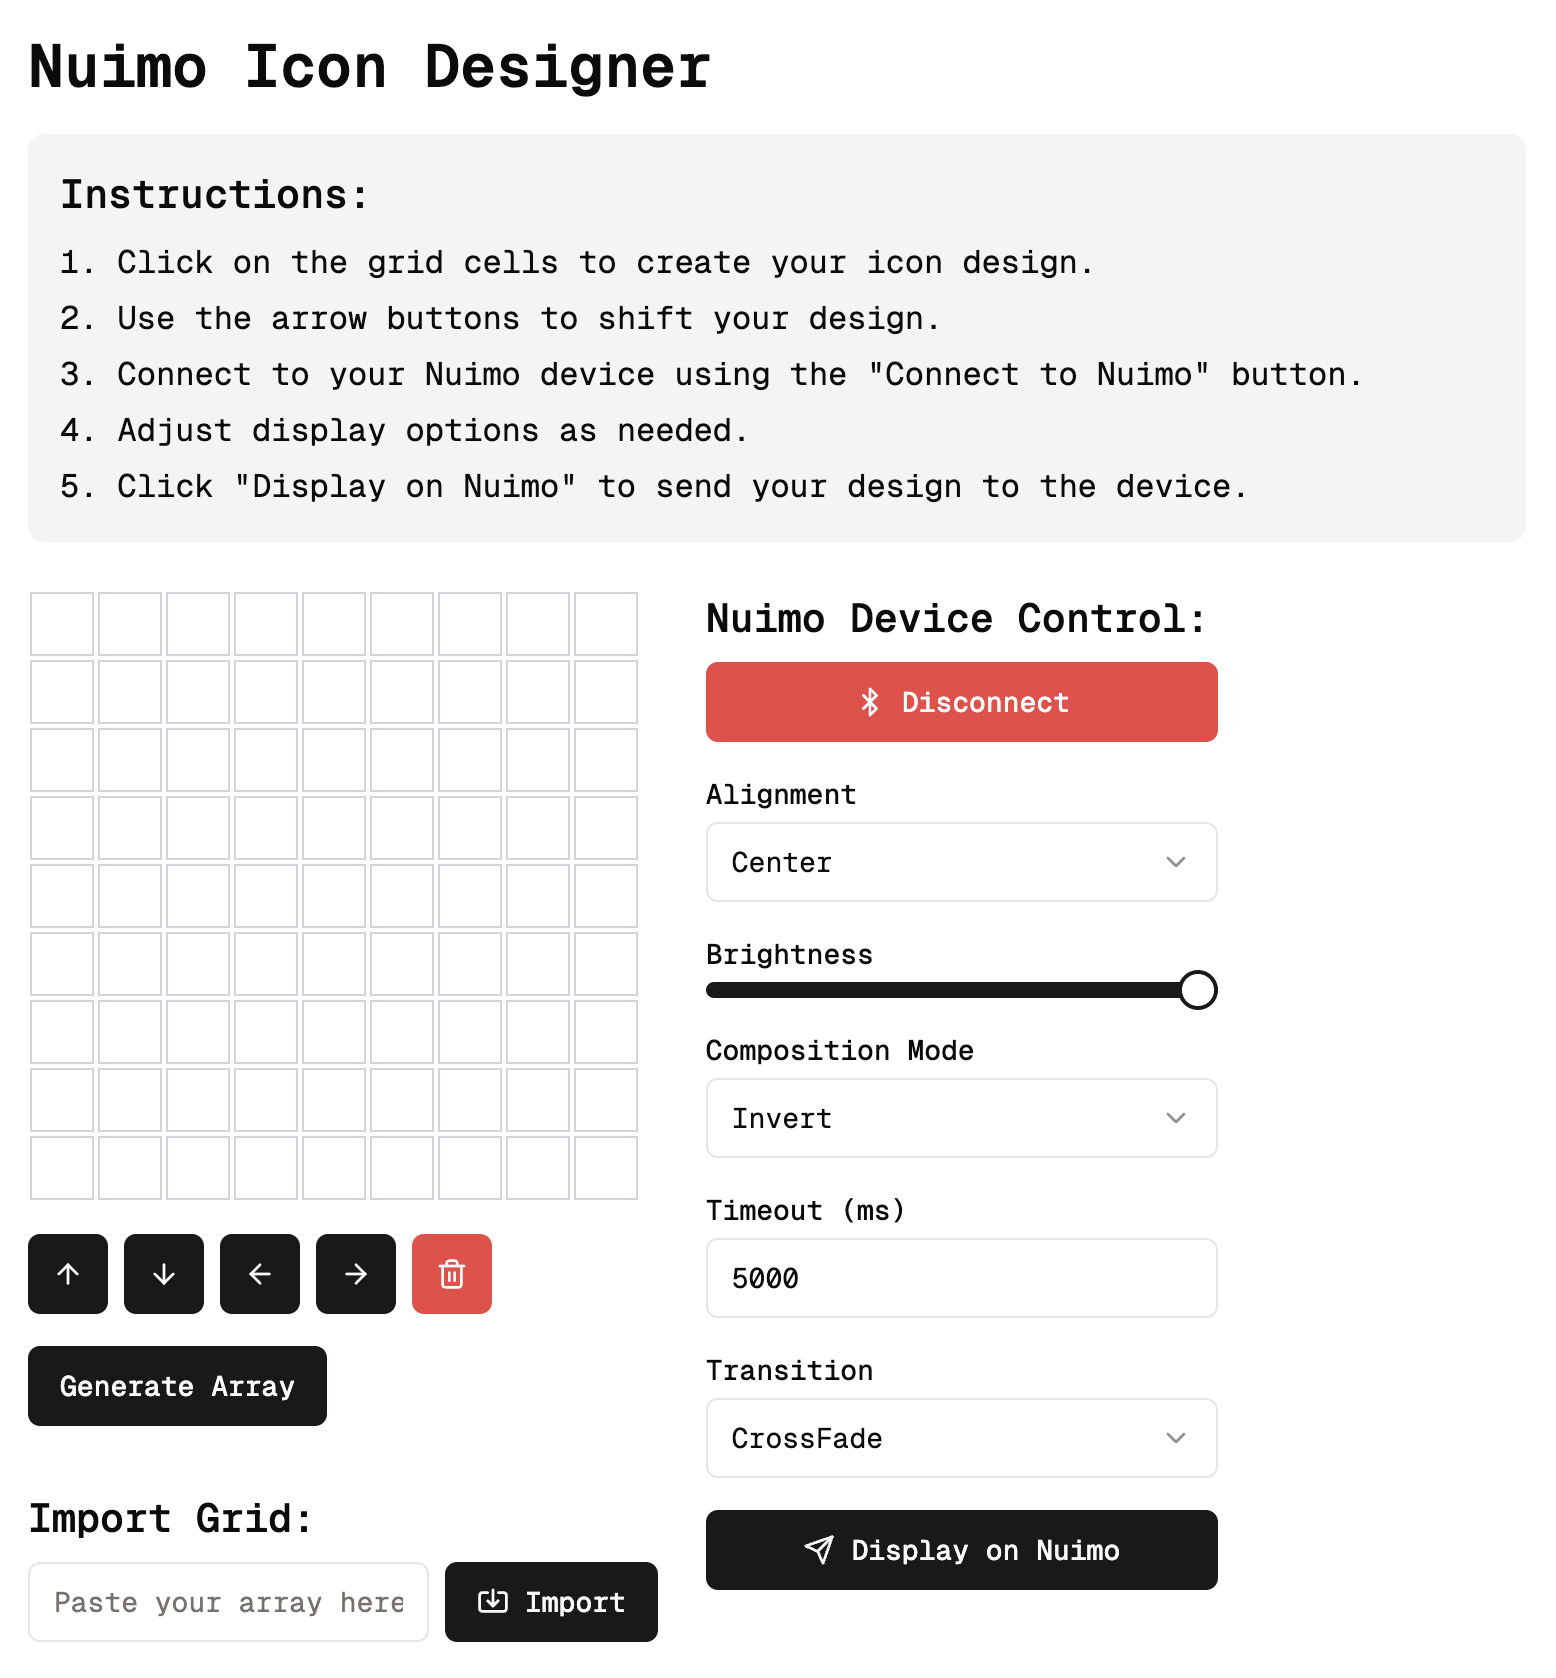 Nuimo Icon Designer
Instructions:
1. Click on the grid cells to create your icon design.
2. Use the arrow buttons to shift your design.
3. Connect to your Nuimo device using the "Connect to Nuimo" button.
4. Adjust display options as needed.
5. Click "Display on Nuimo" to send your design to the device.
Generate Array
Import Grid:
Paste your array here
Import
Nuimo Device Control:
Disconnect
Alignment
Center
Brightness
Composition Mode
Invert
Timeout (ms)
5000
Transition
CrossFade
Display on Nuimo